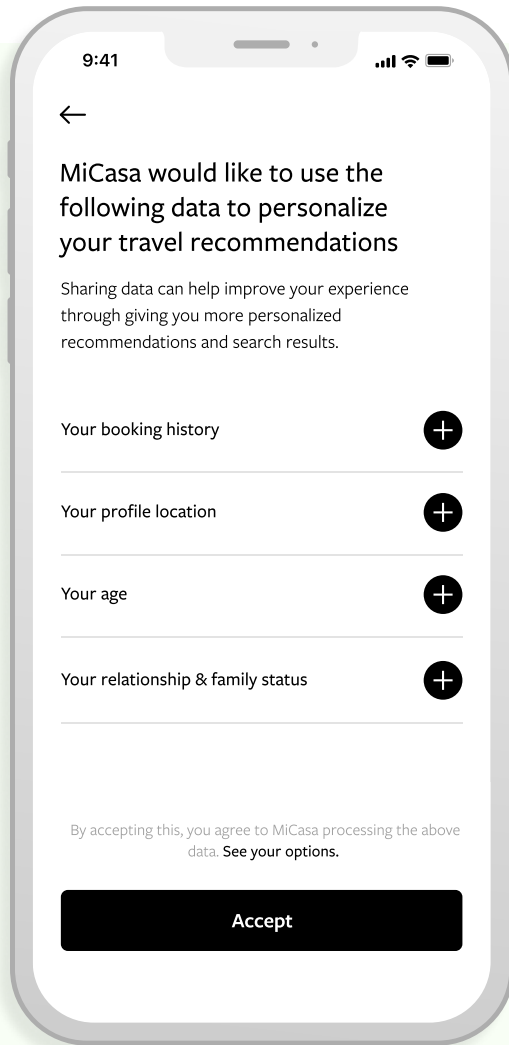 9:41
MiCasa would like to use the
following data to personalize
your travel recommendations
Sharing data can help improve your experience
through giving you more personalized
recommendations and search results.
Your booking history
Your profile location
Your age
Your relationship & family status
By accepting this, you agree to MiCasa processing the above
data. See your options.
Accept